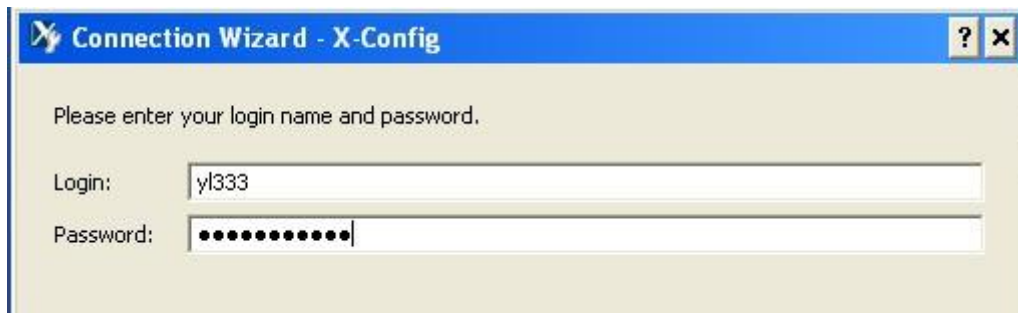 Connection Wizard - X-Config
Please enter your login name and password.
Login: yl333
Password: ●●●●●●●●●●●